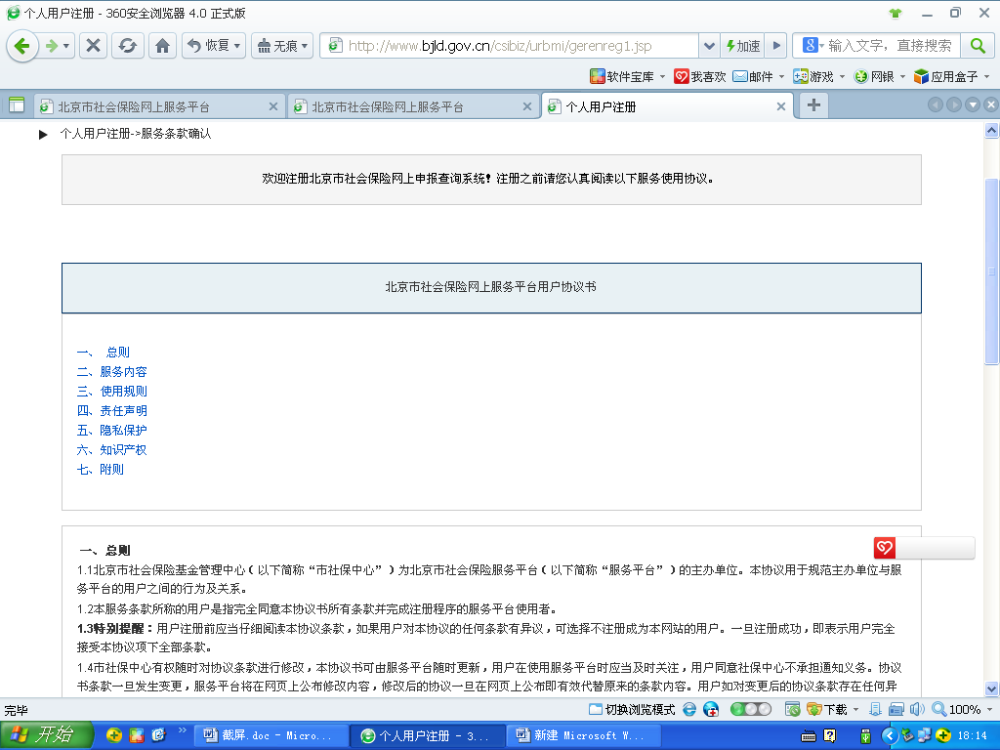 个人用户注册 - 360安全浏览器 4.0 正式版
恢复 无痕 http://www.bjld.gov.cn/csibiz/urbmi/gerenreg1.jsp 加速 输入文字，直接搜索
软件宝库 我喜欢 邮件 游戏 网银 应用盒子
北京市社会保险网上服务平台 北京市社会保险网上服务平台 个人用户注册
个人用户注册->服务条款确认
欢迎注册北京市社会保险网上申报查询系统！注册之前请您认真阅读以下服务使用协议。
北京市社会保险网上服务平台用户协议书
一、 总则
二、服务内容
三、使用规则
四、责任声明
五、隐私保护
六、知识产权
七、附则
一、总则
1.1北京市社会保险基金管理中心（以下简称“市社保中心”）为北京市社会保险服务平台（以下简称“服务平台”）的主办单位。本协议用于规范主办单位与服
务平台的用户之间的行为及关系。
1.2本服务条款所称的用户是指完全同意本协议书所有条款并完成注册程序的服务平台使用者。
1.3特别提醒：用户注册前应当仔细阅读本协议条款，如果用户对本协议的任何条款有异议，可选择不注册成为本网站的用户。一旦注册成功，即表示用户完全
接受本协议项下全部条款。
1.4市社保中心有权随时对协议条款进行修改，本协议书可由服务平台随时更新，用户在使用服务平台时应当及时关注，用户同意社保中心不承担通知义务。协议
书条款一旦发生变更，服务平台将在网页上公布修改内容，修改后的协议一旦在网页上公布即有效代替原来的条款内容。用户如对变更后的协议条款存在任何异
完毕 切换浏览模式 下载 100%
开始 截屏.doc - Micro... 个人用户注册 - 3... 新建 Microsoft W... 18:14